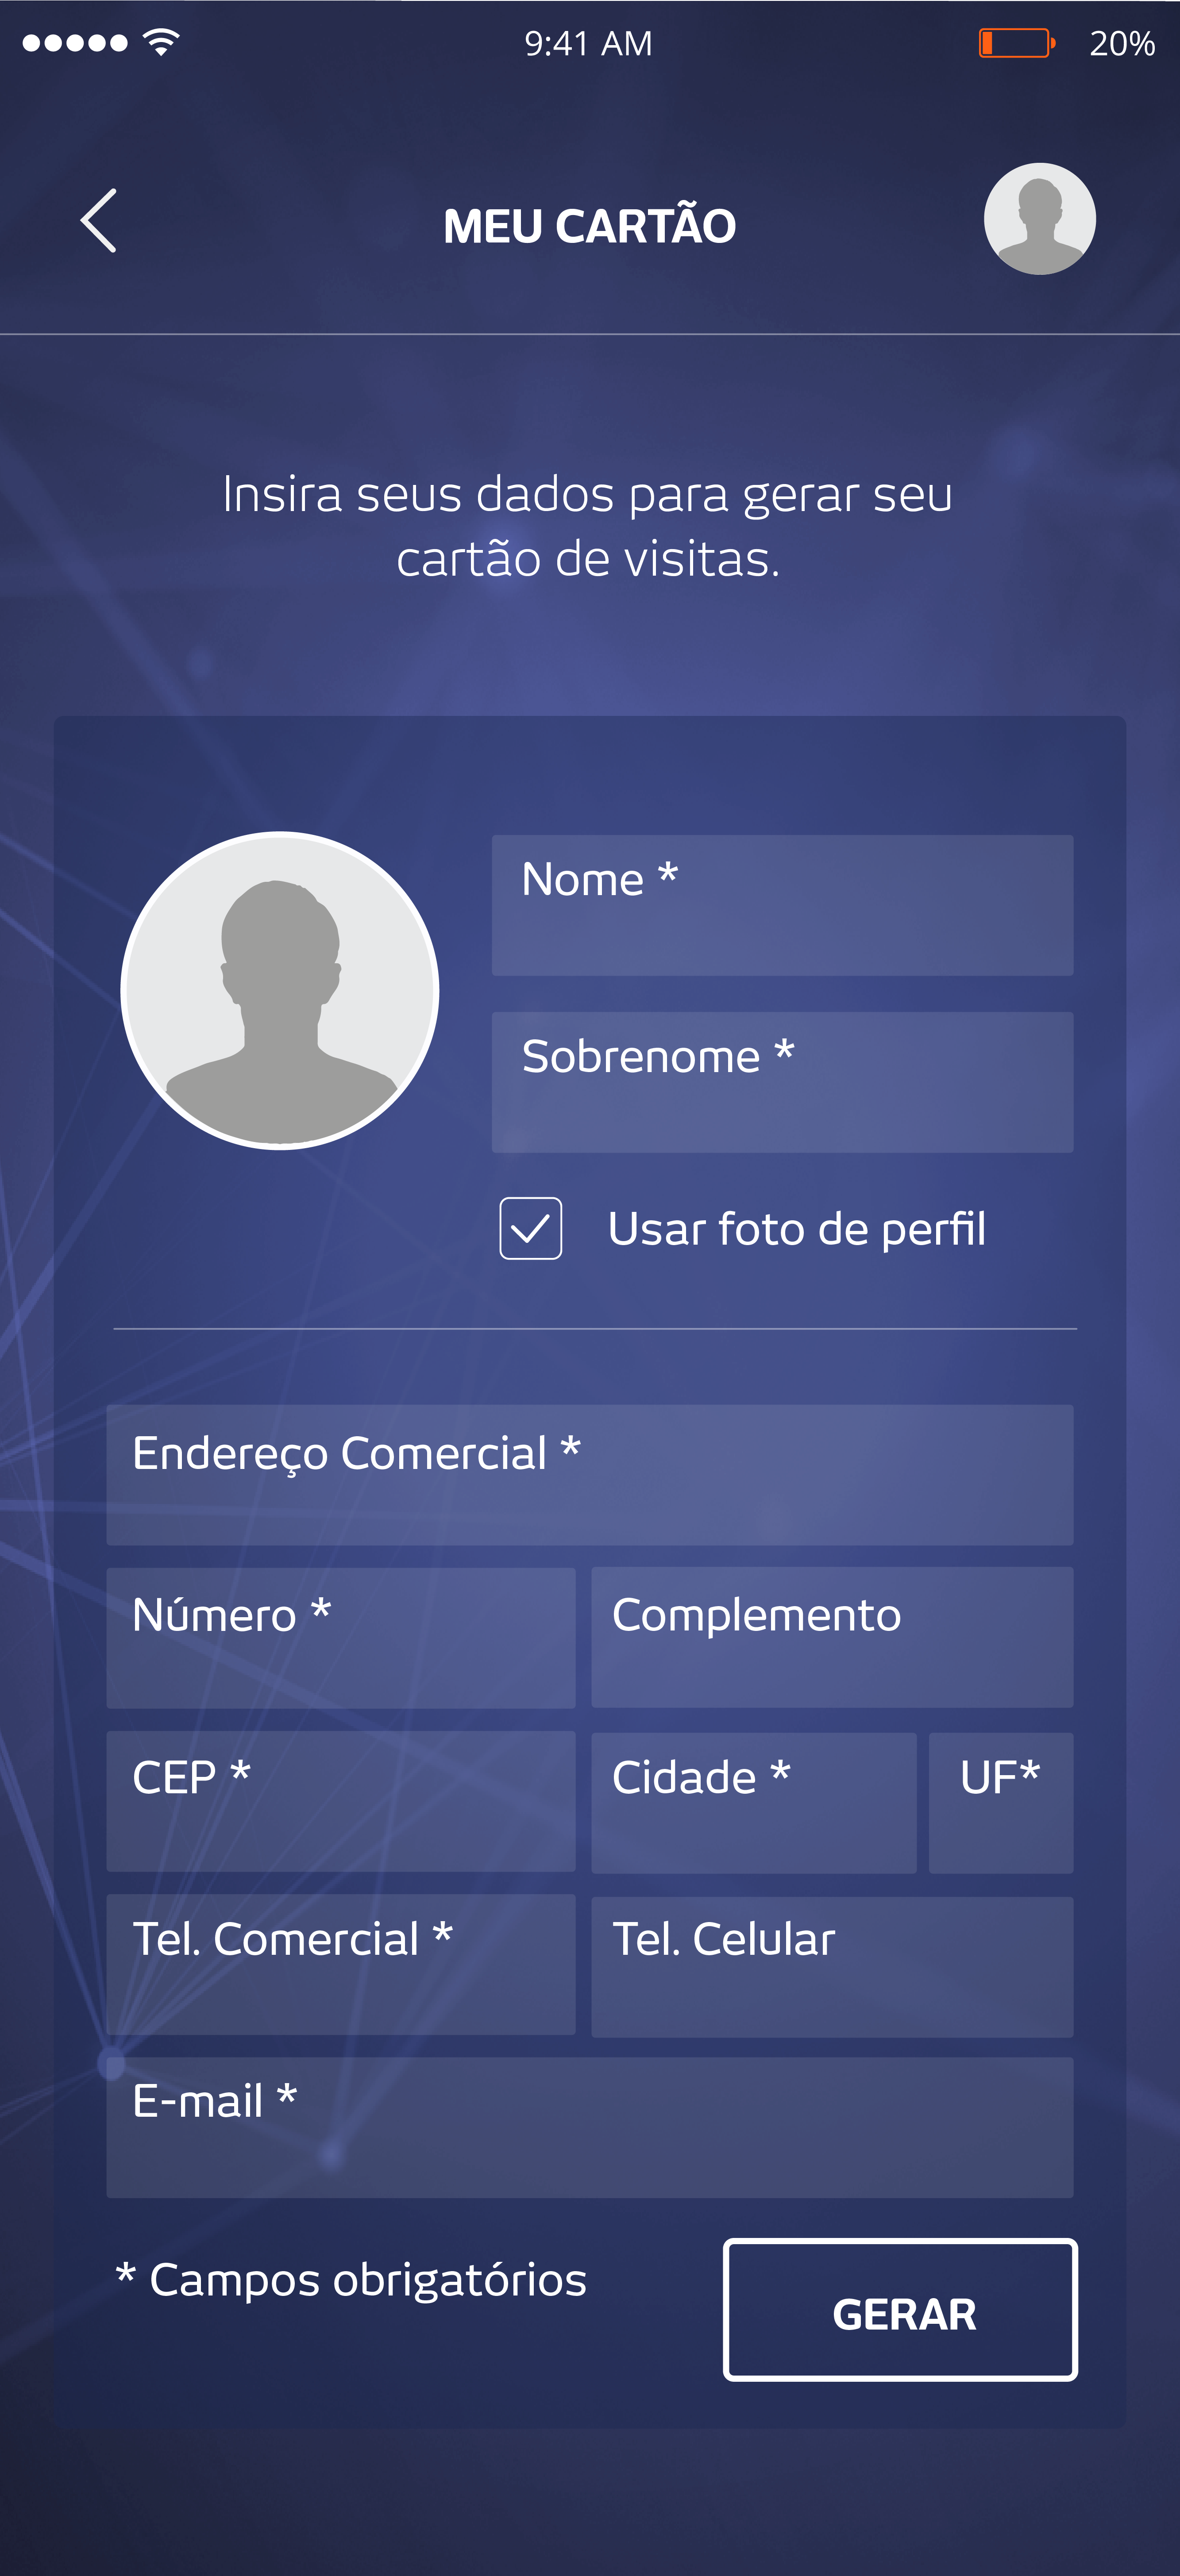 9:41 AM 20%
MEU CARTÃO
Insira seus dados para gerar seu
cartão de visitas.
Nome *
Sobrenome *
Usar foto de perfil
Endereço Comercial *
Número * Complemento
CEP * Cidade * UF*
Tel. Comercial * Tel. Celular
E-mail *
* Campos obrigatórios
GERAR